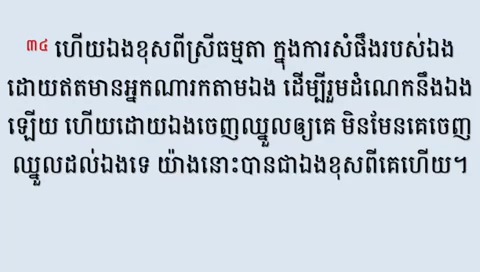 ៣៤ ហើយឯងខុសពីស្រីធម្មតា ក្នុងការសំផឹងរបស់ឯង
ដោយឥតមានអ្នកណារកតាមឯង ដើម្បីរួមដំណេកនឹងឯង
ឡើយ ហើយដោយឯងចេញឈ្នួលឲ្យគេ មិនមែនគេចេញ
ឈ្នួលដល់ឯងទេ យ៉ាងនោះបានជាឯងខុសពីគេហើយ។